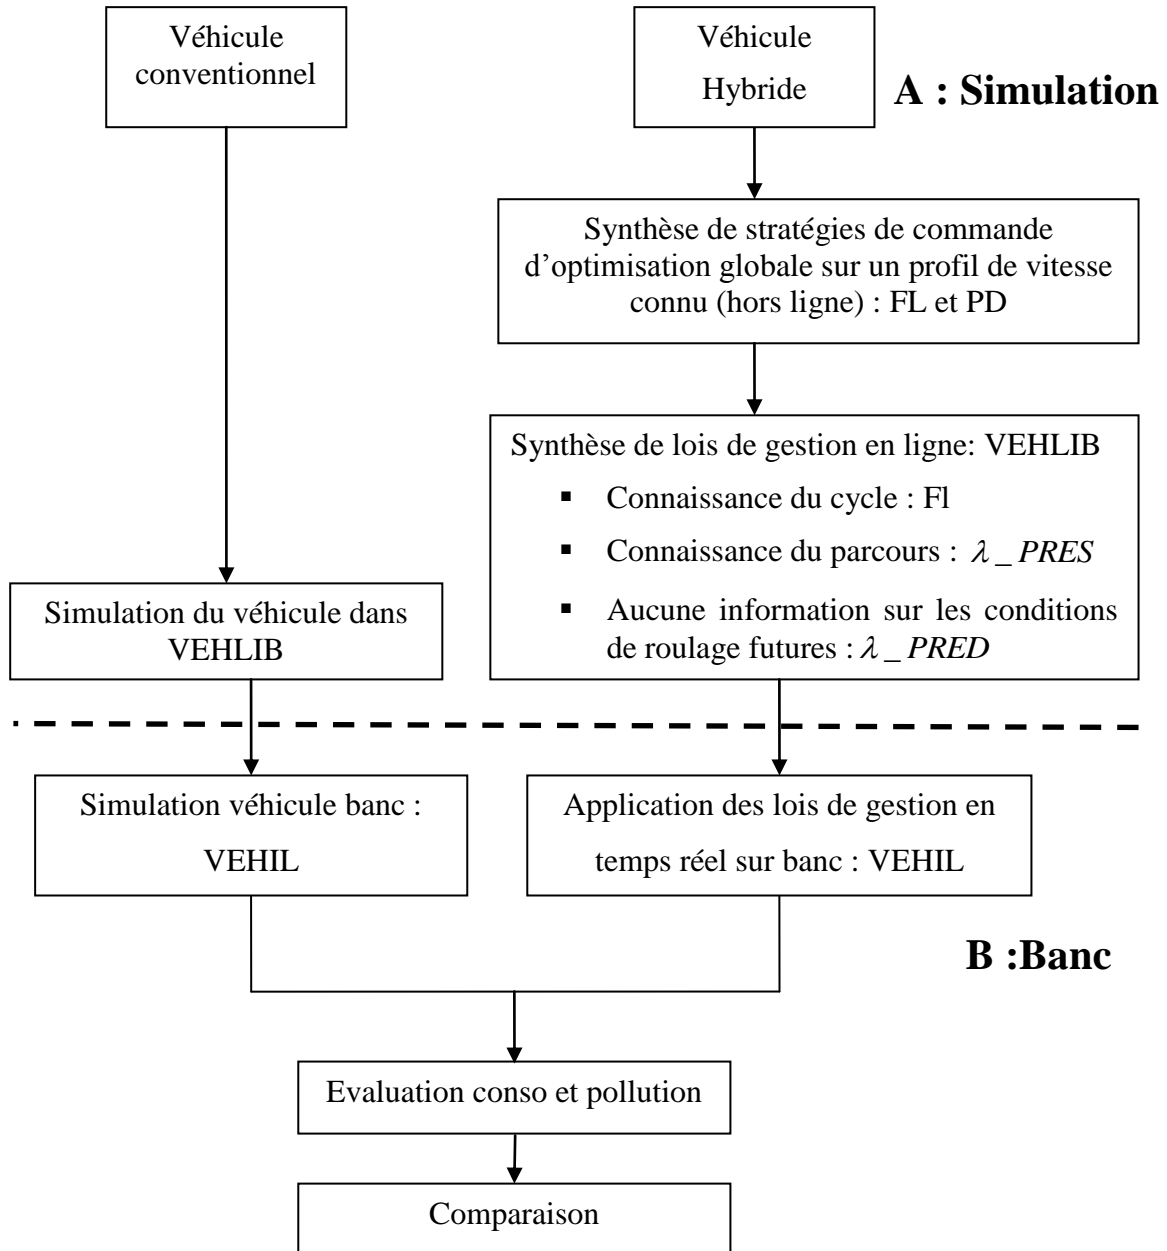 Véhicule
conventionnel
Véhicule
Hybride
A : Simulation
Synthèse de stratégies de commande
d’optimisation globale sur un profil de vitesse
connu (hors ligne) : FL et PD
Synthèse de lois de gestion en ligne: VEHLIB
▪ Connaissance du cycle : Fl
▪ Connaissance du parcours : λ_PRES
▪ Aucune information sur les conditions
de roulage futures : λ_PRED
Simulation du véhicule dans
VEHLIB
Simulation véhicule banc :
VEHIL
Application des lois de gestion en
temps réel sur banc : VEHIL
B :Banc
Evaluation conso et pollution
Comparaison